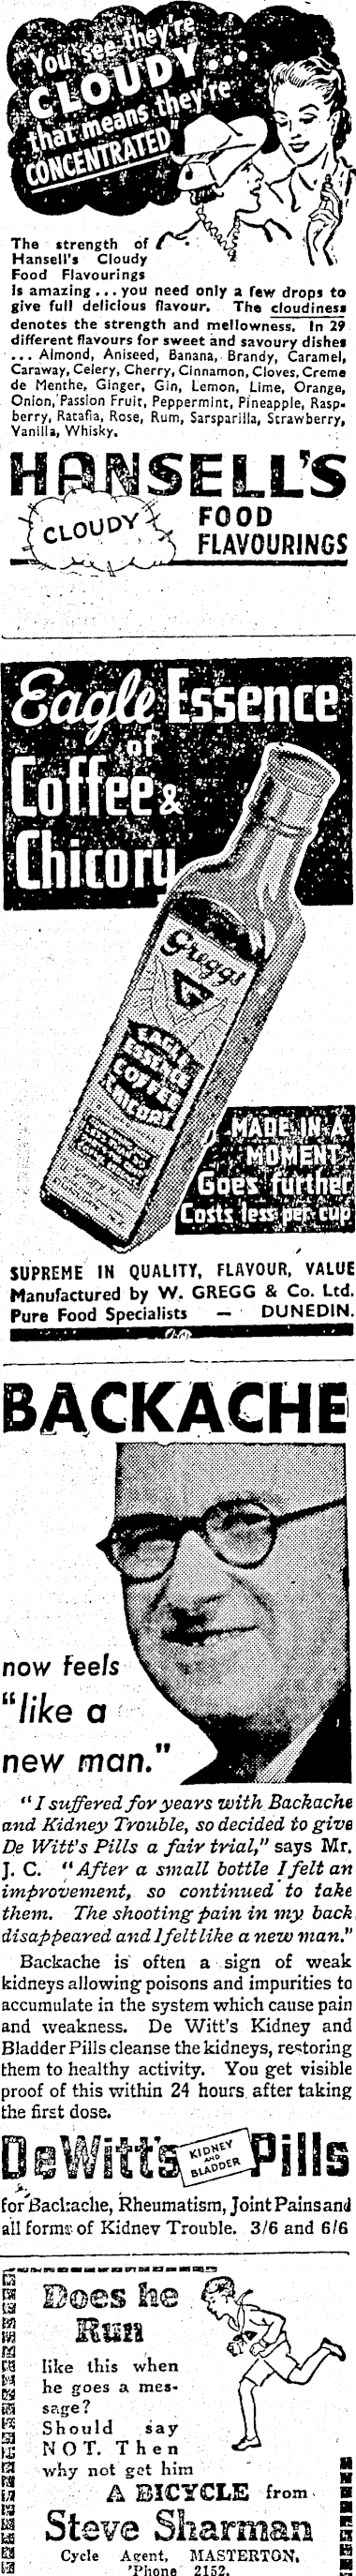 You see they're
CLOUDY...
that means they're
CONCENTRATED"
The strength of
Hansell's Cloudy
Food Flavourings
is amazing ... you need only a few drops to
give full delicious flavour. The cloudiness
denotes the strength and mellowness. In 29
different flavours for sweet and savoury dishes
... Almond, Aniseed, Banana, Brandy, Caramel,
Caraway, Celery, Cherry, Cinnamon, Cloves, Creme
de Menthe, Ginger, Gin, Lemon, Lime, Orange,
Onion, Passion Fruit, Peppermint, Pineapple, Rasp-
berry, Ratafia, Rose, Rum, Sarsparilla, Strawberry,
Vanilla, Whisky.
HANSELL'S
CLOUDY
FOOD
FLAVOURINGS
Eagle Essence
of
Coffee &
Chicory
Greggs
G
EAGLE
ESSENCE
COFFEE
MADE IN A
MOMENT
Goes further
Costs less per cup
SUPREME IN QUALITY, FLAVOUR, VALUE
Manufactured by W. GREGG & Co. Ltd.
Pure Food Specialists — DUNEDIN.
BACKACHE
now feels
"like a
new man."
"I suffered for years with Backache
and Kidney Trouble, so decided to give
De Witt's Pills a fair trial," says Mr.
J. C. "After a small bottle I felt an
improvement, so continued to take
them. The shooting pain in my back
disappeared and I felt like a new man."
Backache is often a sign of weak
kidneys allowing poisons and impurities to
accumulate in the system which cause pain
and weakness. De Witt's Kidney and
Bladder Pills cleanse the kidneys, restoring
them to healthy activity. You get visible
proof of this within 24 hours after taking
the first dose.
DeWitt's KIDNEY AND BLADDER Pills
for Backache, Rheumatism, Joint Pains and
all forms of Kidney Trouble. 3/6 and 6/6
Does he
Run
like this when
he goes a mes-
sage?
Should say
NOT. Then
why not get him
A BICYCLE from
Steve Sharman
Cycle Agent, MASTERTON.
'Phone 2152.